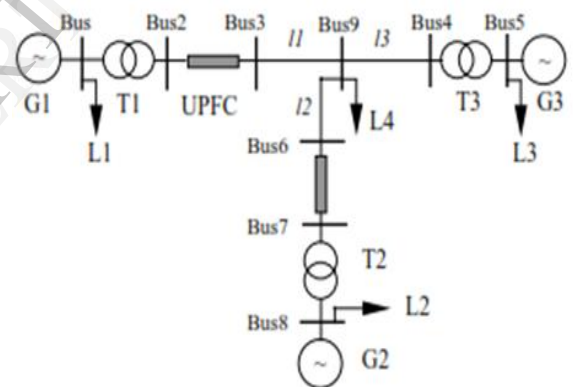 Bus Bus2 Bus3 l1 Bus9 l3 Bus4 Bus5
~ ~
G1 T1 UPFC l2 L4 T3 G3
L1 L3
Bus6
Bus7
T2
L2
Bus8
~ G2